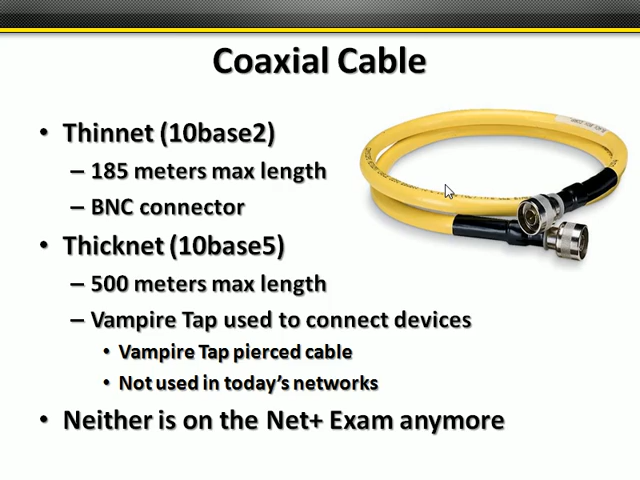 Coaxial Cable
• Thinnet (10base2)
– 185 meters max length
– BNC connector
• Thicknet (10base5)
– 500 meters max length
– Vampire Tap used to connect devices
• Vampire Tap pierced cable
• Not used in today’s networks
• Neither is on the Net+ Exam anymore